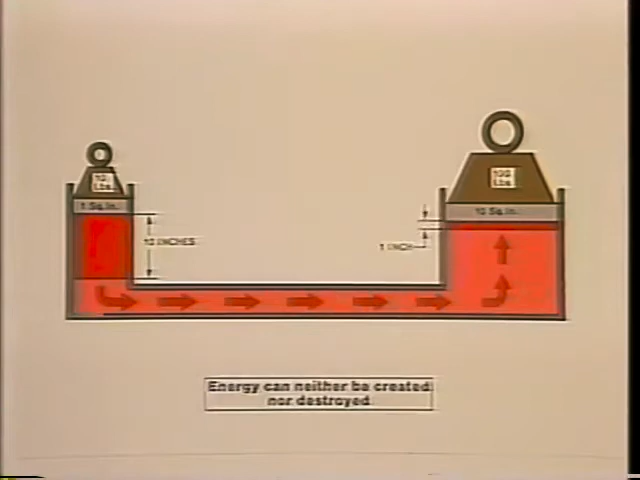 10
Lbs.
100
Lbs.
1 Sq. In.
10 Sq. In.
10 INCHES
1 INCH
Energy can neither be created
nor destroyed